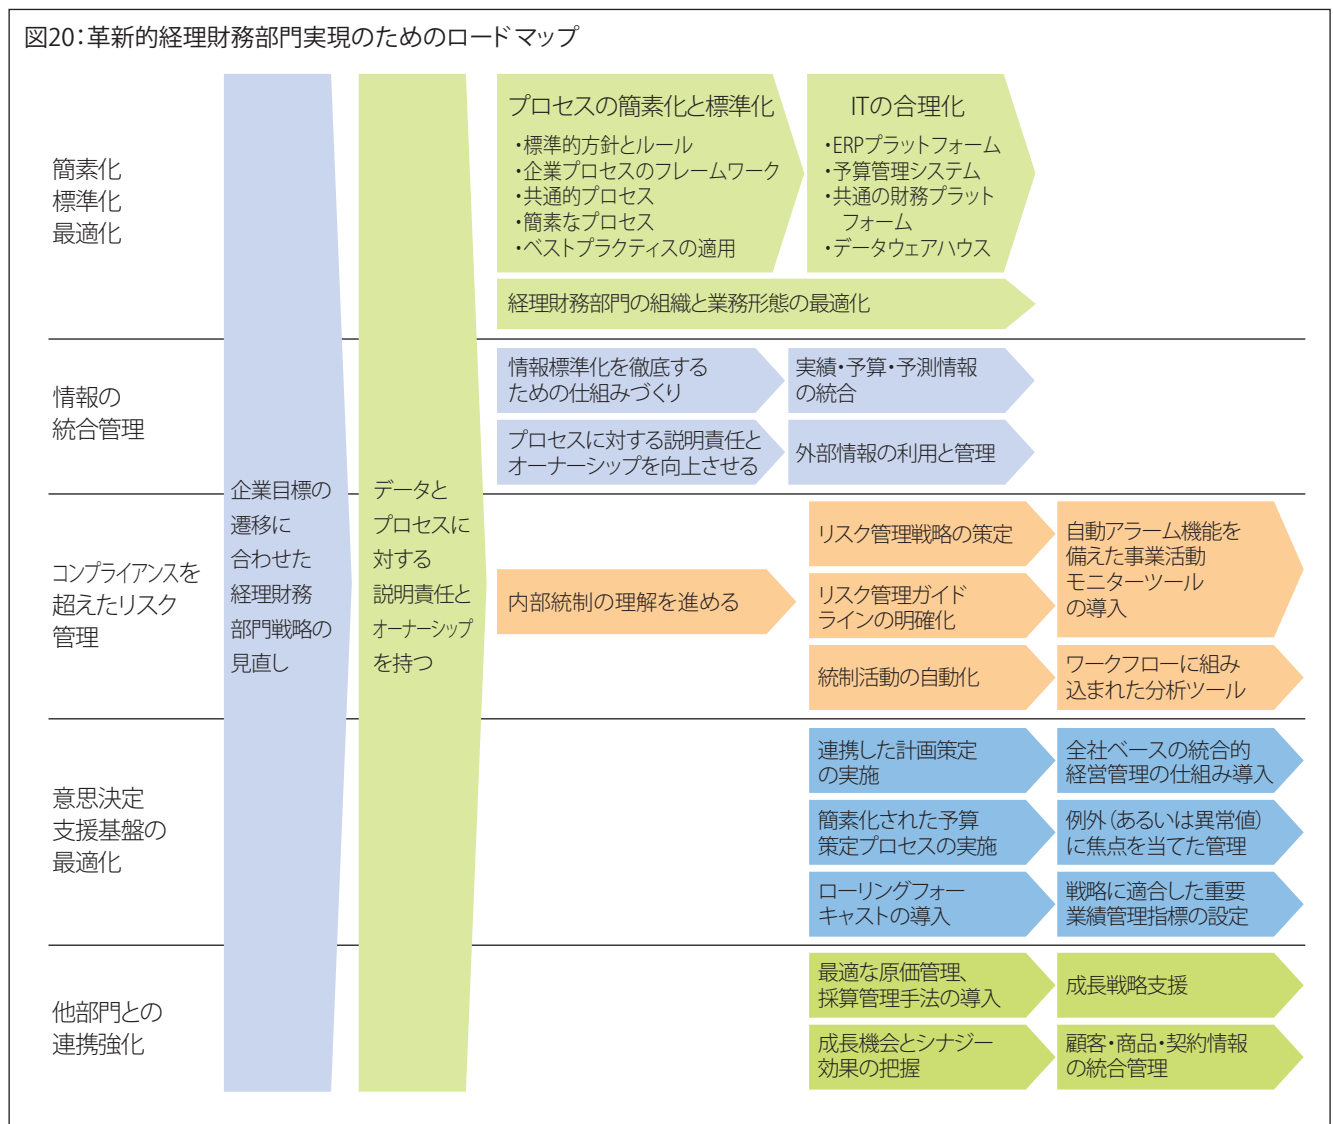 図20：革新的経理財務部門実現のためのロードマップ
簡素化
標準化
最適化
プロセスの簡素化と標準化
・標準的方針とルール
・企業プロセスのフレームワーク
・共通的プロセス
・簡素なプロセス
・ベストプラクティスの適用
ITの合理化
・ERPプラットフォーム
・予算管理システム
・共通の財務プラット
フォーム
・データウェアハウス
経理財務部門の組織と業務形態の最適化
情報の
統合管理
情報標準化を徹底する
ための仕組みづくり
実績・予算・予測情報
の統合
プロセスに対する説明責任と
オーナーシップを向上させる
外部情報の利用と管理
企業目標の
遷移に
合わせた
経理財務
部門戦略の
見直し
データと
プロセスに
対する
説明責任と
オーナーシップ
を持つ
コンプライアンスを
超えたリスク
管理
内部統制の理解を進める
リスク管理戦略の策定
リスク管理ガイド
ラインの明確化
統制活動の自動化
自動アラーム機能を
備えた事業活動
モニターツール
の導入
ワークフローに組み
込まれた分析ツール
意思決定
支援基盤の
最適化
連携した計画策定
の実施
全社ベースの統合的
経営管理の仕組み導入
簡素化された予算
策定プロセスの実施
例外（あるいは異常値）
に焦点を当てた管理
ローリングフォー
キャストの導入
戦略に適合した重要
業績管理指標の設定
他部門との
連携強化
最適な原価管理、
採算管理手法の導入
成長戦略支援
成長機会とシナジー
効果の把握
顧客・商品・契約情報
の統合管理